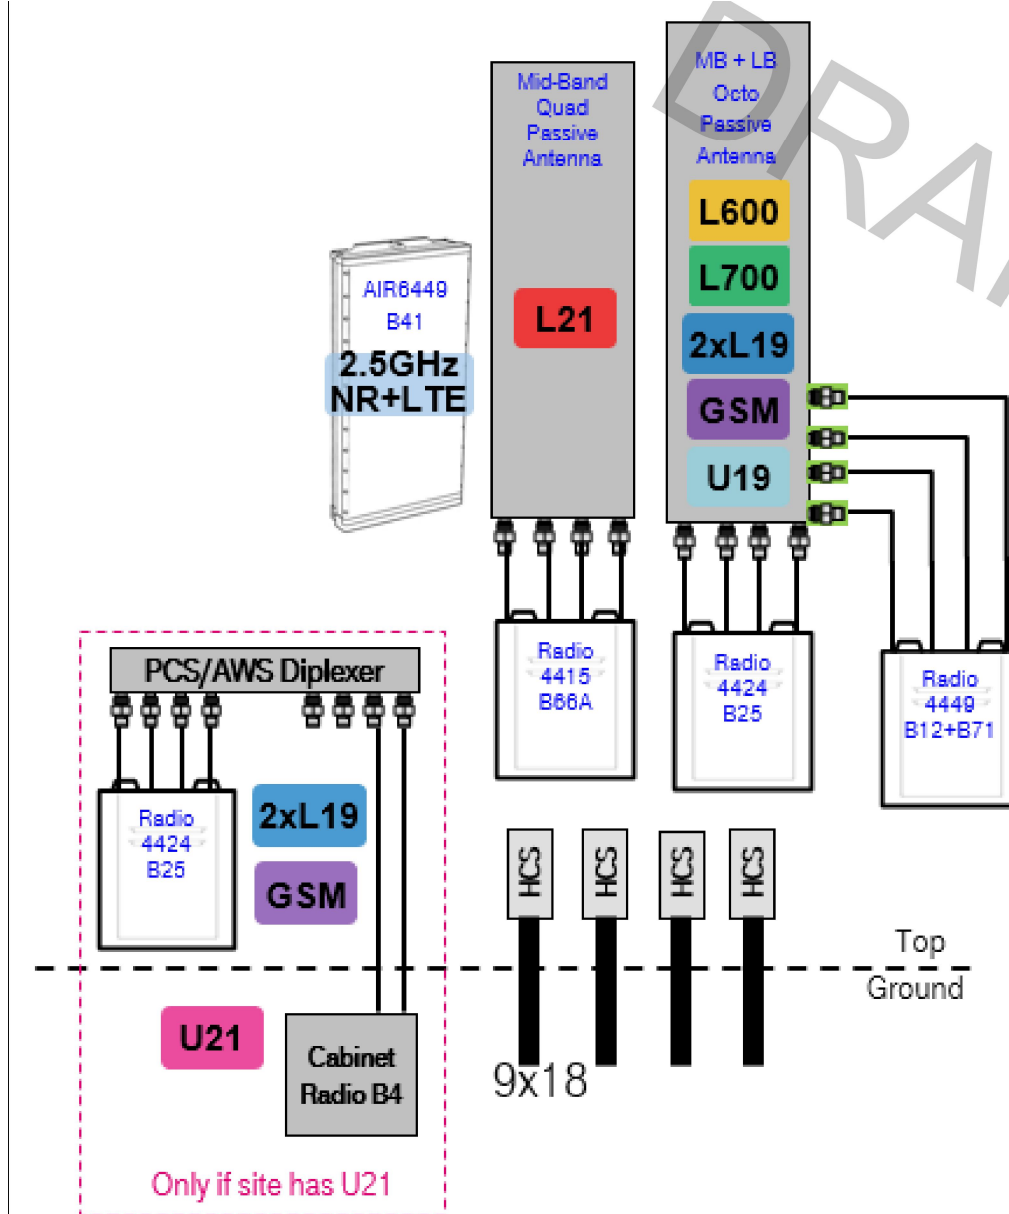 MB + LB
Octo
Passive
Antenna
Mid-Band
Quad
Passive
Antenna
L600
L700
2xL19
GSM
U19
L21
AIR6449
B41
2.5GHz
NR+LTE
Radio
4415
B66A
Radio
4424
B25
Radio
4449
B12+B71
PCS/AWS Diplexer
Radio
4424
B25
2xL19
GSM
HCS
HCS
HCS
HCS
Top
Ground
9x18
U21
Cabinet
Radio B4
Only if site has U21